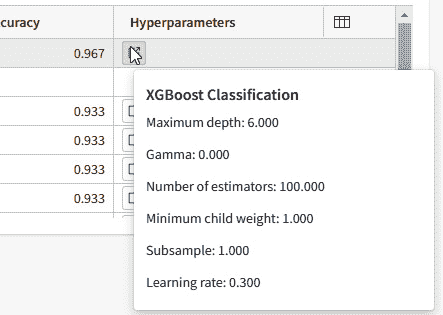 curacy
Hyperparameters
0.967
XGBoost Classification
Maximum depth: 6.000
0.933
Gamma: 0.000
0.933
0.933
Number of estimators: 100.000
0.933
Minimum child weight: 1.000
Subsample: 1.000
Learning rate: 0.300